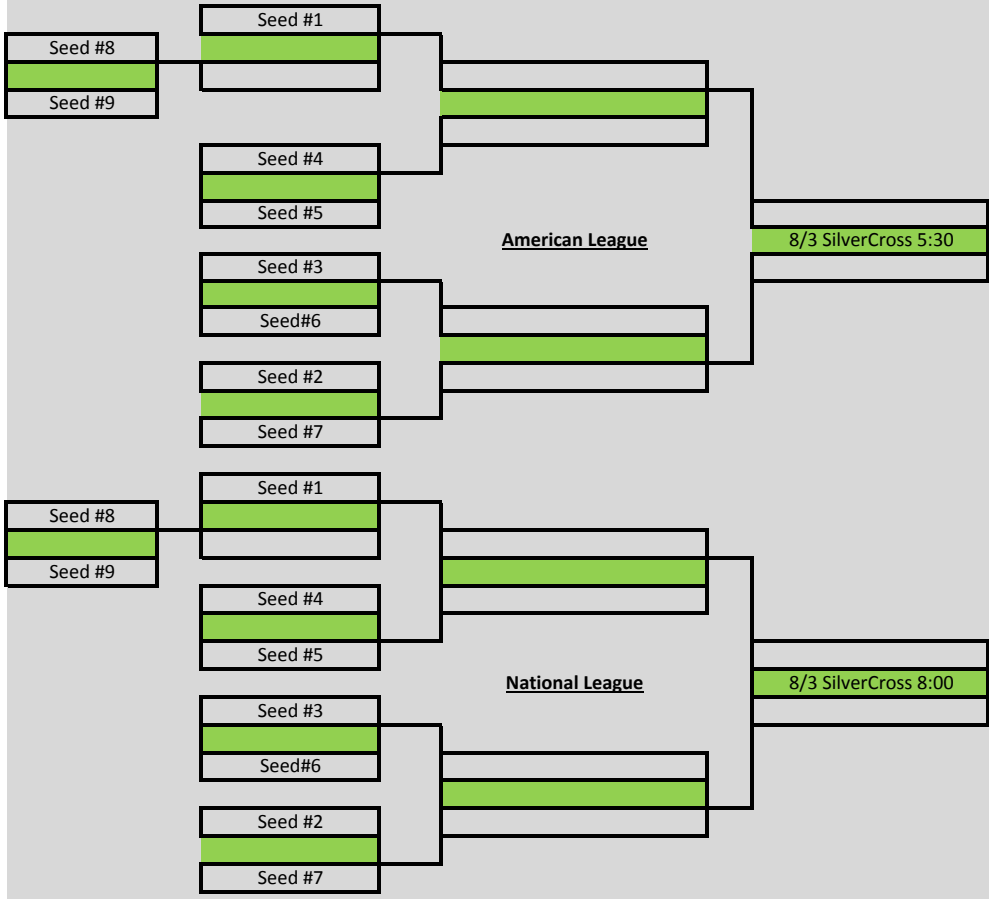 Seed #1
Seed #8
Seed #9
Seed #4
Seed #5
American League
8/3 SilverCross 5:30
Seed #3
Seed#6
Seed #2
Seed #7
Seed #1
Seed #8
Seed #9
Seed #4
Seed #5
National League
8/3 SilverCross 8:00
Seed #3
Seed#6
Seed #2
Seed #7